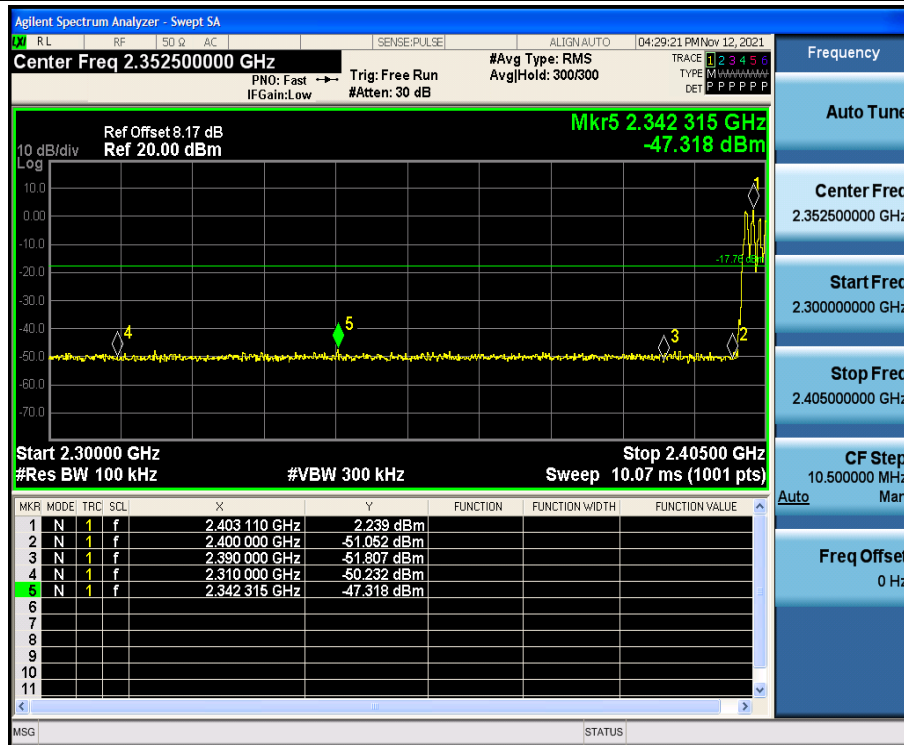 Agilent Spectrum Analyzer - Swept SA
LXI RL RF 50 Ω AC SENSE:PULSE ALIGN AUTO 04:29:21 PM Nov 12, 2021
Center Freq 2.352500000 GHz
PNO: Fast
IFGain:Low
Trig: Free Run
#Atten: 30 dB
#Avg Type: RMS
Avg|Hold: 300/300
TRACE 1 2 3 4 5 6
TYPE M
DET P P P P P P
Frequency
Auto Tune
Center Freq
2.352500000 GHz
Start Freq
2.300000000 GHz
Stop Freq
2.405000000 GHz
CF Step
10.500000 MHz
Auto Man
Freq Offset
0 Hz
Mkr5 2.342 315 GHz
-47.318 dBm
Ref Offset 8.17 dB
10 dB/div Ref 20.00 dBm
Log
10.0
0.00
-10.0
-20.0
-30.0
-40.0
-50.0
-60.0
-70.0
1
-17.76 dBm
4
5
3
2
Start 2.30000 GHz Stop 2.40500 GHz
#Res BW 100 kHz #VBW 300 kHz Sweep 10.07 ms (1001 pts)
MKR MODE TRC SCL X Y FUNCTION FUNCTION WIDTH FUNCTION VALUE
1 N 1 f 2.403 110 GHz 2.239 dBm
2 N 1 f 2.400 000 GHz -51.052 dBm
3 N 1 f 2.390 000 GHz -51.807 dBm
4 N 1 f 2.310 000 GHz -50.232 dBm
5 N 1 f 2.342 315 GHz -47.318 dBm
6
7
8
9
10
11
MSG STATUS